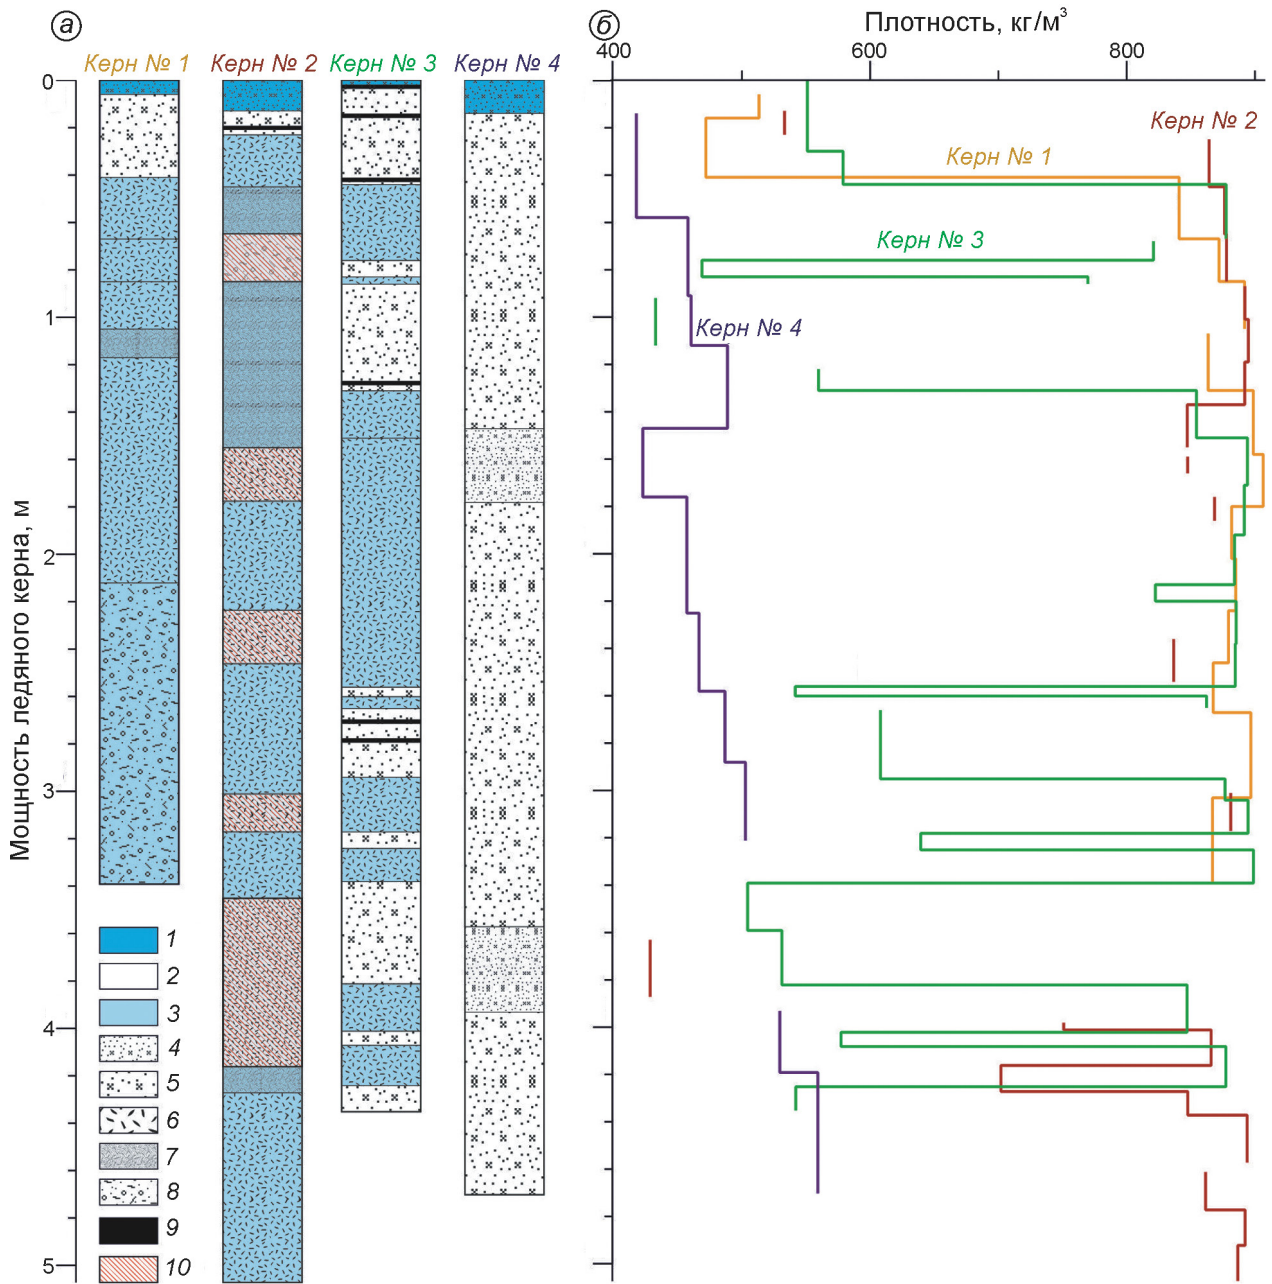 а
Керн № 1
Керн № 2
Керн № 3
Керн № 4
Мощность ледяного керна, м
0
1
2
3
4
5
1
2
3
4
5
6
7
8
9
10
б
Плотность, кг/м³
400
600
800
Керн № 2
Керн № 1
Керн № 3
Керн № 4